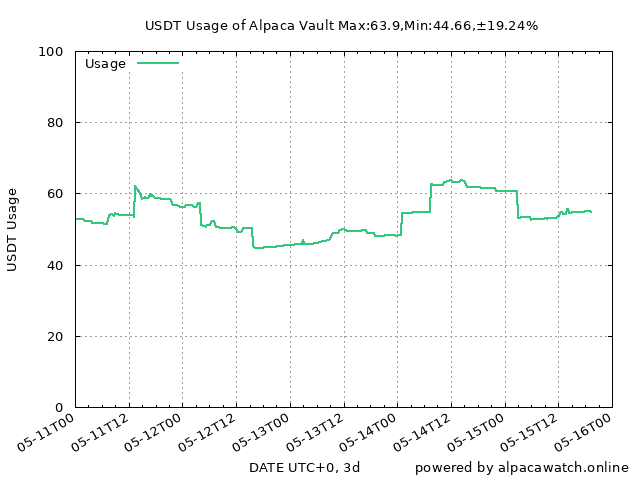 USDT Usage of Alpaca Vault Max:63.9,Min:44.66,±19.24%
Usage
100
80
60
40
20
0
USDT Usage
05-11T00
05-11T12
05-12T00
05-12T12
05-13T00
05-13T12
05-14T00
05-14T12
05-15T00
05-15T12
05-16T00
DATE UTC+0, 3d
powered by alpacawatch.online